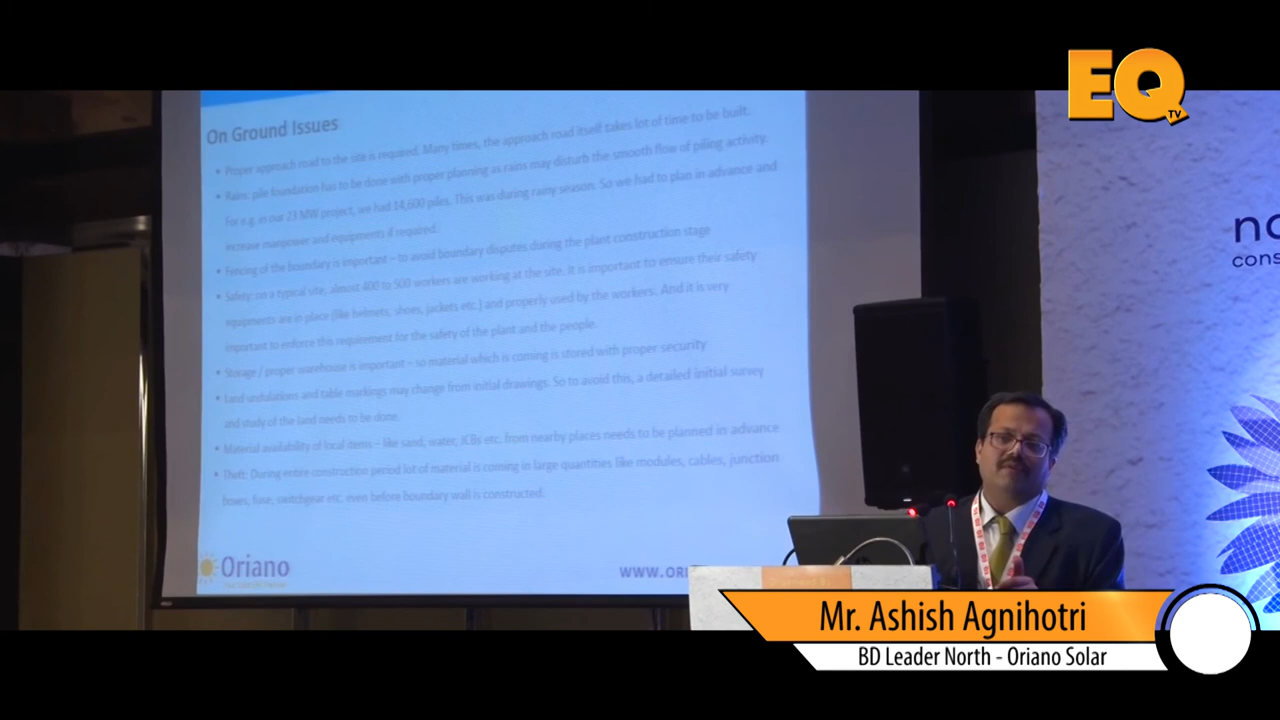 EQ
TV
On Ground Issues
• Proper approach road to the site is required. Many times, the approach road itself takes lot of time to be built.
• Rains: pile foundation has to be done with proper planning as rains may disturb the smooth flow of piling activity.
For e.g. in our 23 MW project, we had 14,600 piles. This was during rainy season. So we had to plan in advance and
increase manpower and equipments if required.
• Fencing of the boundary is important – to avoid boundary disputes during the plant construction stage
• Safety: on a typical site, almost 400 to 500 workers are working at the site. It is important to ensure their safety
equipments are in place (like helmets, shoes, jackets etc.) and properly used by the workers. And it is very
important to enforce this requirement for the safety of the plant and the people.
• Storage / proper warehouse is important – so material which is coming is stored with proper security
• Land undulations and table markings may change from initial drawings. So to avoid this, a detailed initial survey
and study of the land needs to be done.
• Material availability of local items – like sand, water, JCBs etc. from nearby places needs to be planned in advance
• Theft: During entire construction period lot of material is coming in large quantities like modules, cables, junction
boxes, fuse, switchgear etc. even before boundary wall is constructed.
Oriano
WWW.ORI
cons
Mr. Ashish Agnihotri
BD Leader North - Oriano Solar